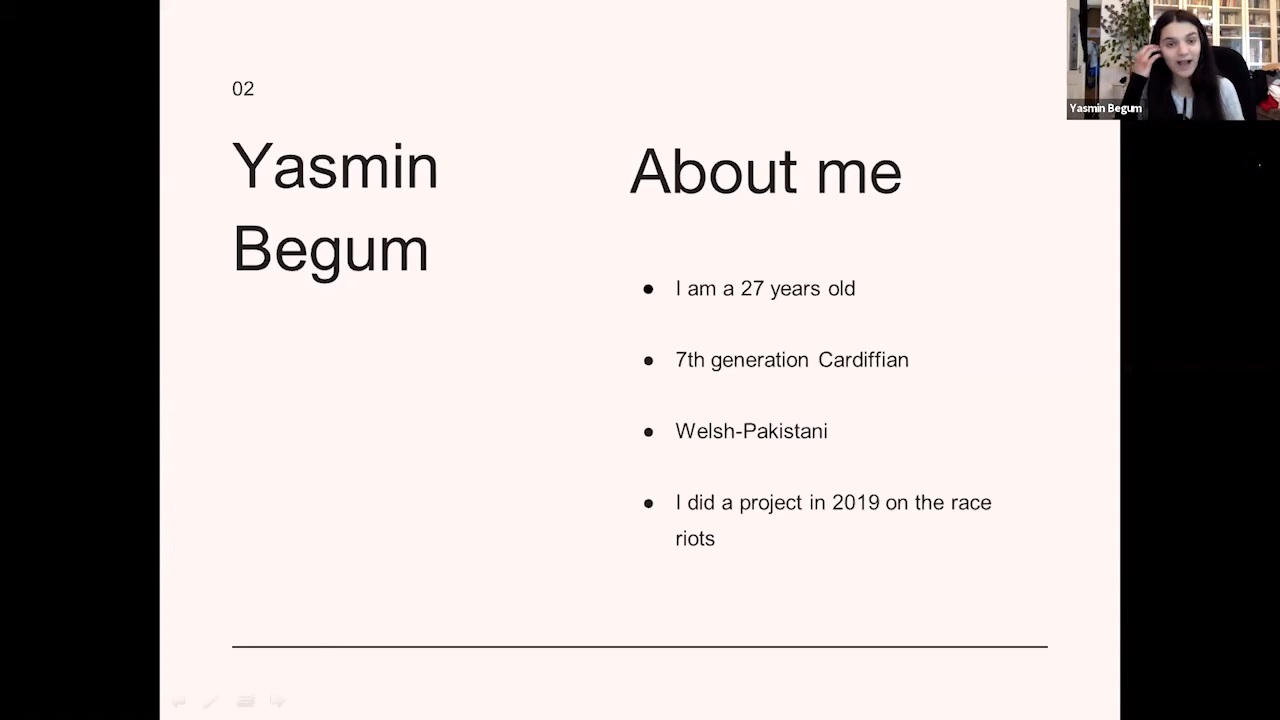 02
Yasmin
Begum
About me
● I am a 27 years old
● 7th generation Cardiffian
● Welsh-Pakistani
● I did a project in 2019 on the race
riots
Yasmin Begum